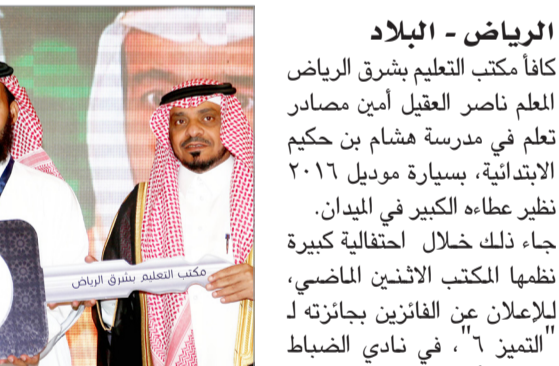 الرياض - البلاد
كافأ مكتب التعليم بشرق الرياض
المعلم ناصر العقيل أمين مصادر
تعلم في مدرسة هشام بن حكيم
الابتدائية، بسيارة موديل ٢٠١٦
نظير عطاءه الكبير في الميدان.
جاء ذلك خلال احتفالية كبيرة
نظمها المكتب الاثنين الماضي،
للإعلان عن الفائزين بجائزته لـ
"التميز ٦"، في نادي الضباط
مكتب التعليم بشرق الرياض